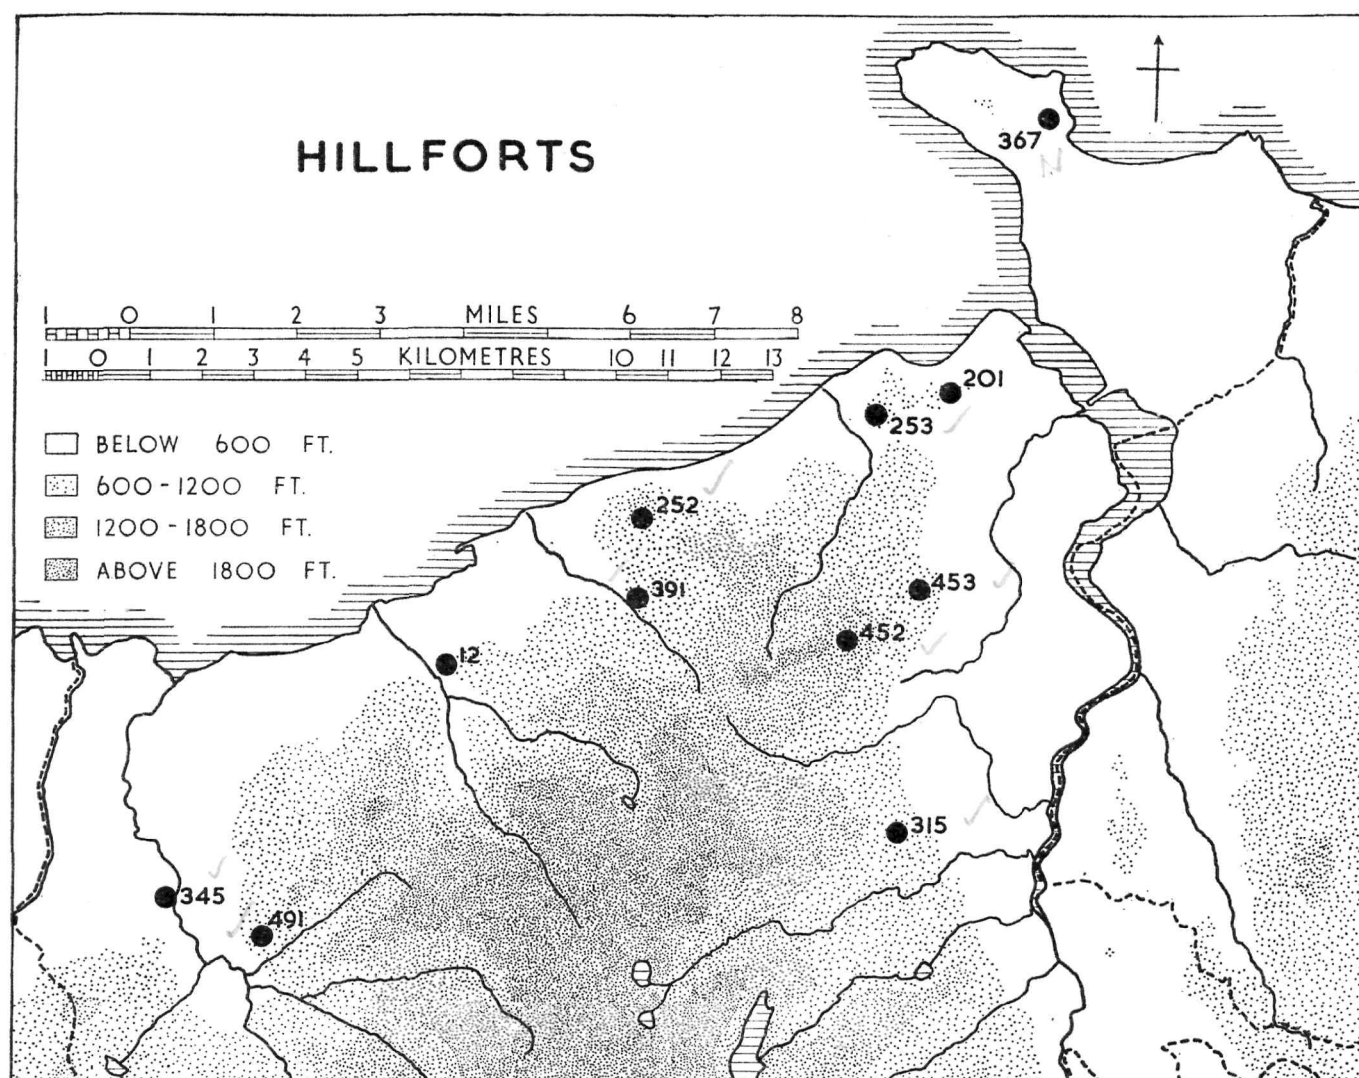 HILLFORTS
1 0 1 2 3 MILES 6 7 8
1 0 1 2 3 4 5 KILOMETRES 10 11 12 13
BELOW 600 FT.
600-1200 FT.
1200-1800 FT.
ABOVE 1800 FT.
367
N
201
253
252
391
453
452
12
315
345
491